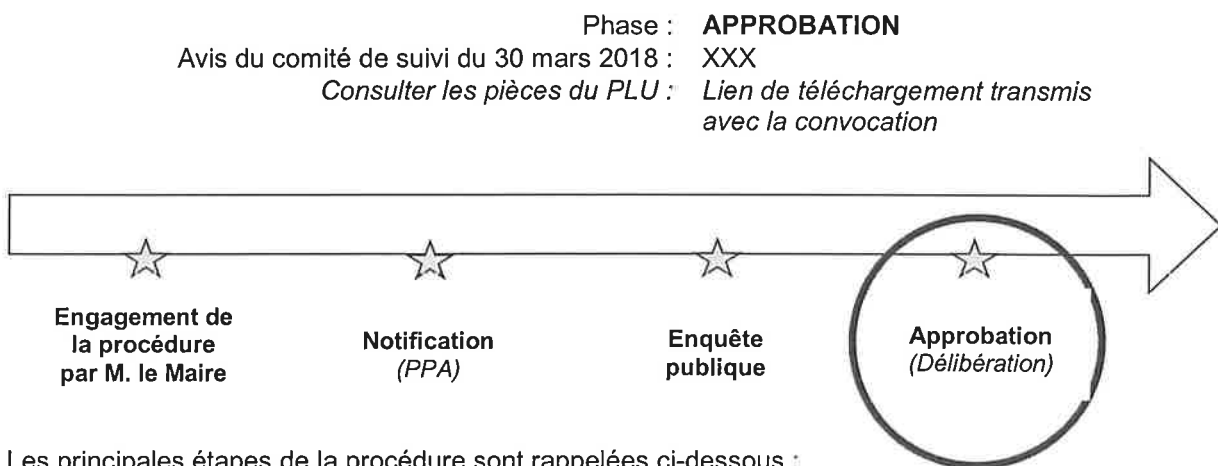 Phase : APPROBATION
Avis du comité de suivi du 30 mars 2018 : XXX
Consulter les pièces du PLU : Lien de téléchargement transmis
avec la convocation
Engagement de
la procédure
par M. le Maire
Notification
(PPA)
Enquête
publique
Approbation
(Délibération)
Les principales étapes de la procédure sont rappelées ci-dessous :